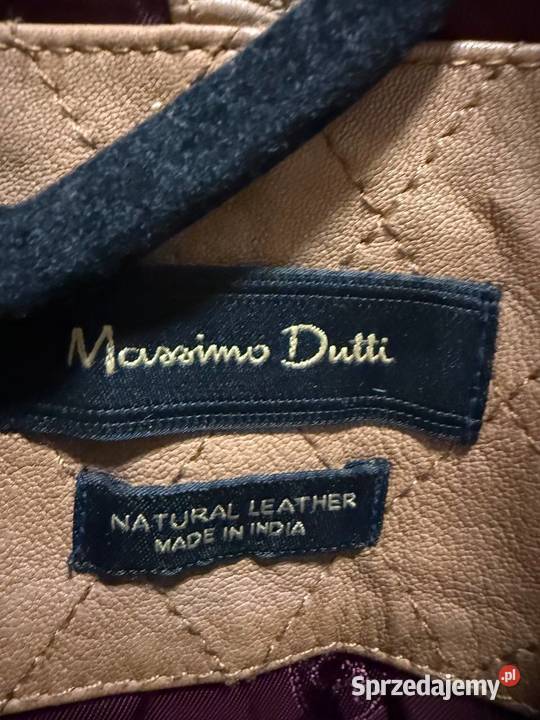 Massimo Dutti
NATURAL LEATHER
MADE IN INDIA
Sprzedajemy.pl